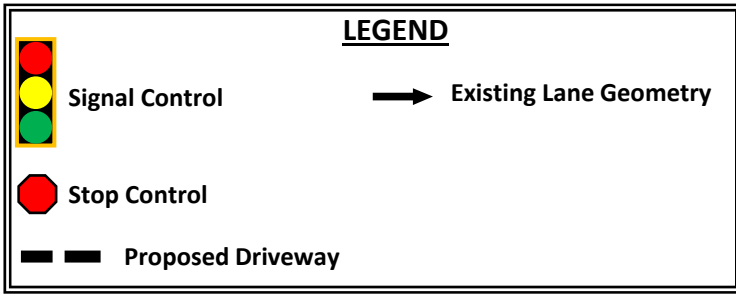 LEGEND
Signal Control
Existing Lane Geometry
Stop Control
Proposed Driveway